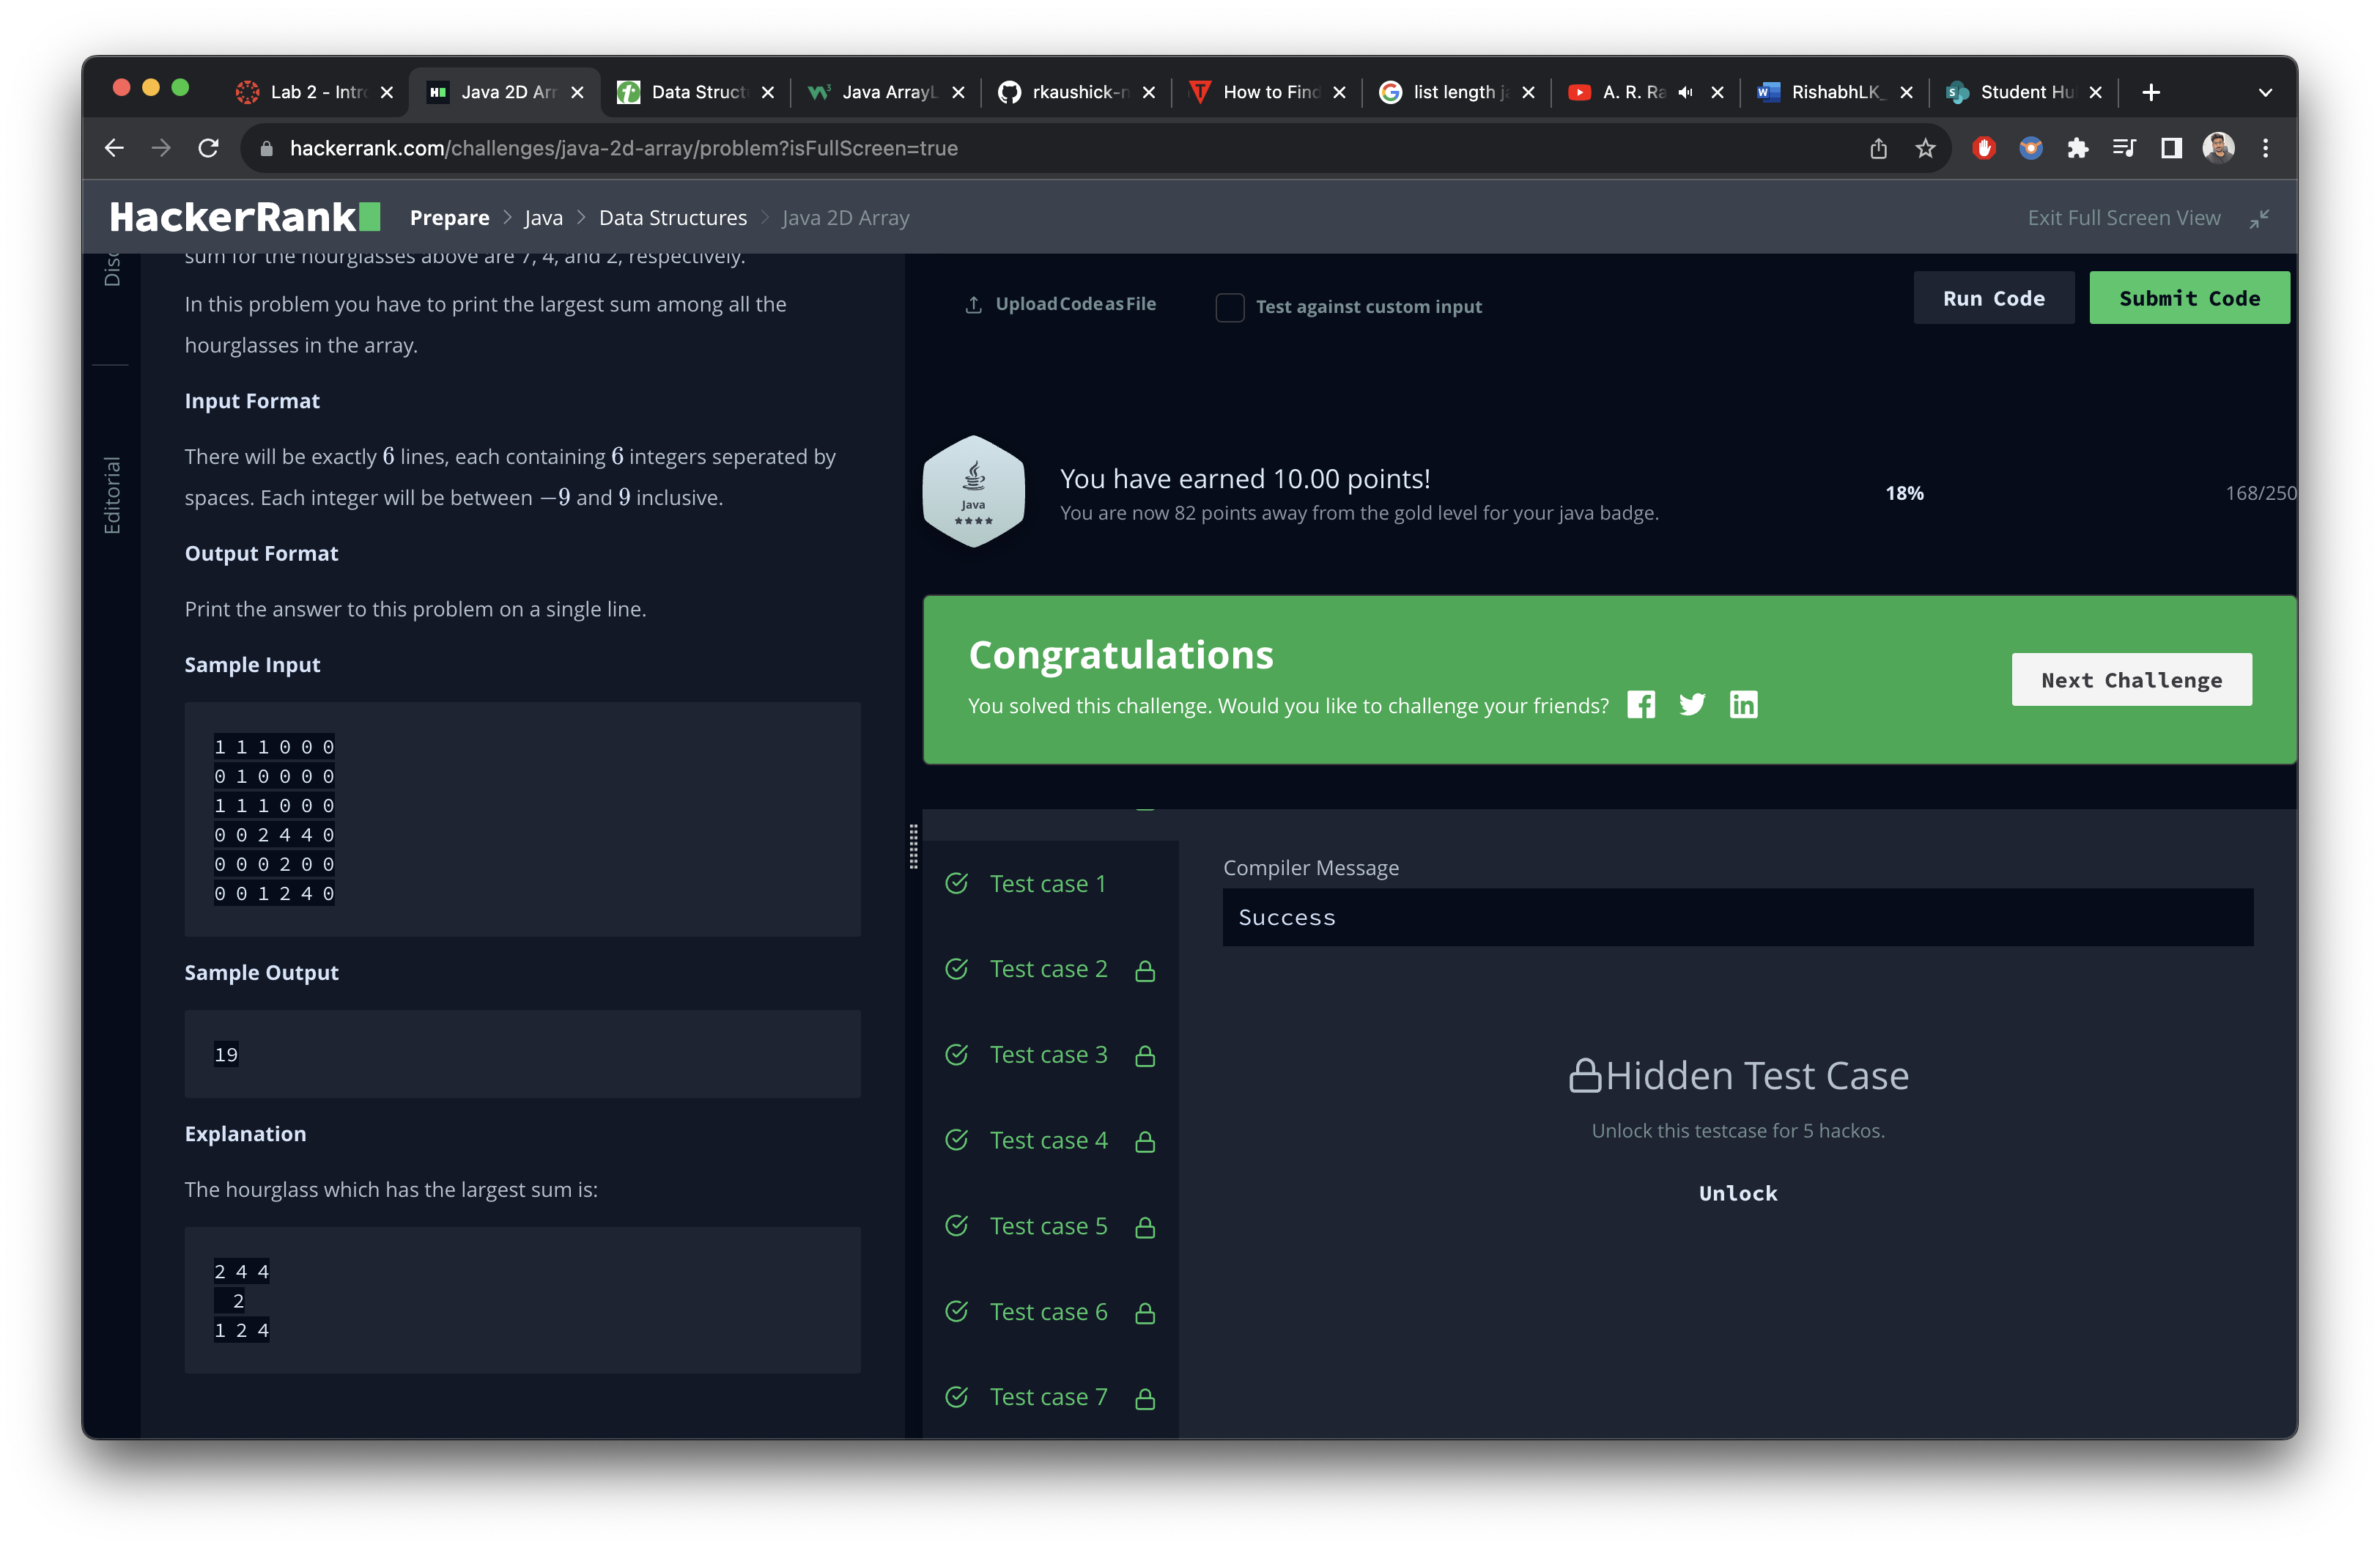 Lab 2 - Intro
Java 2D Arr
Data Struct
Java ArrayL
rkaushick-n
How to Find
list length j
A. R. Ra
RishabhLK_
Student Hu
hackerrank.com/challenges/java-2d-array/problem?isFullScreen=true
HackerRank
Prepare > Java > Data Structures > Java 2D Array
Exit Full Screen View
Disc
Editorial
sum for the hourglasses above are 7, 4, and 2, respectively.
In this problem you have to print the largest sum among all the
hourglasses in the array.
Input Format
There will be exactly 6 lines, each containing 6 integers seperated by
spaces. Each integer will be between −9 and 9 inclusive.
Output Format
Print the answer to this problem on a single line.
Sample Input
1 1 1 0 0 0
0 1 0 0 0 0
1 1 1 0 0 0
0 0 2 4 4 0
0 0 0 2 0 0
0 0 1 2 4 0
Sample Output
19
Explanation
The hourglass which has the largest sum is:
2 4 4
2
1 2 4
Upload Code as File
Test against custom input
Run Code
Submit Code
Java
You have earned 10.00 points!
You are now 82 points away from the gold level for your java badge.
18%
168/250
Congratulations
You solved this challenge. Would you like to challenge your friends?
Next Challenge
Test case 1
Test case 2
Test case 3
Test case 4
Test case 5
Test case 6
Test case 7
Compiler Message
Success
Hidden Test Case
Unlock this testcase for 5 hackos.
Unlock